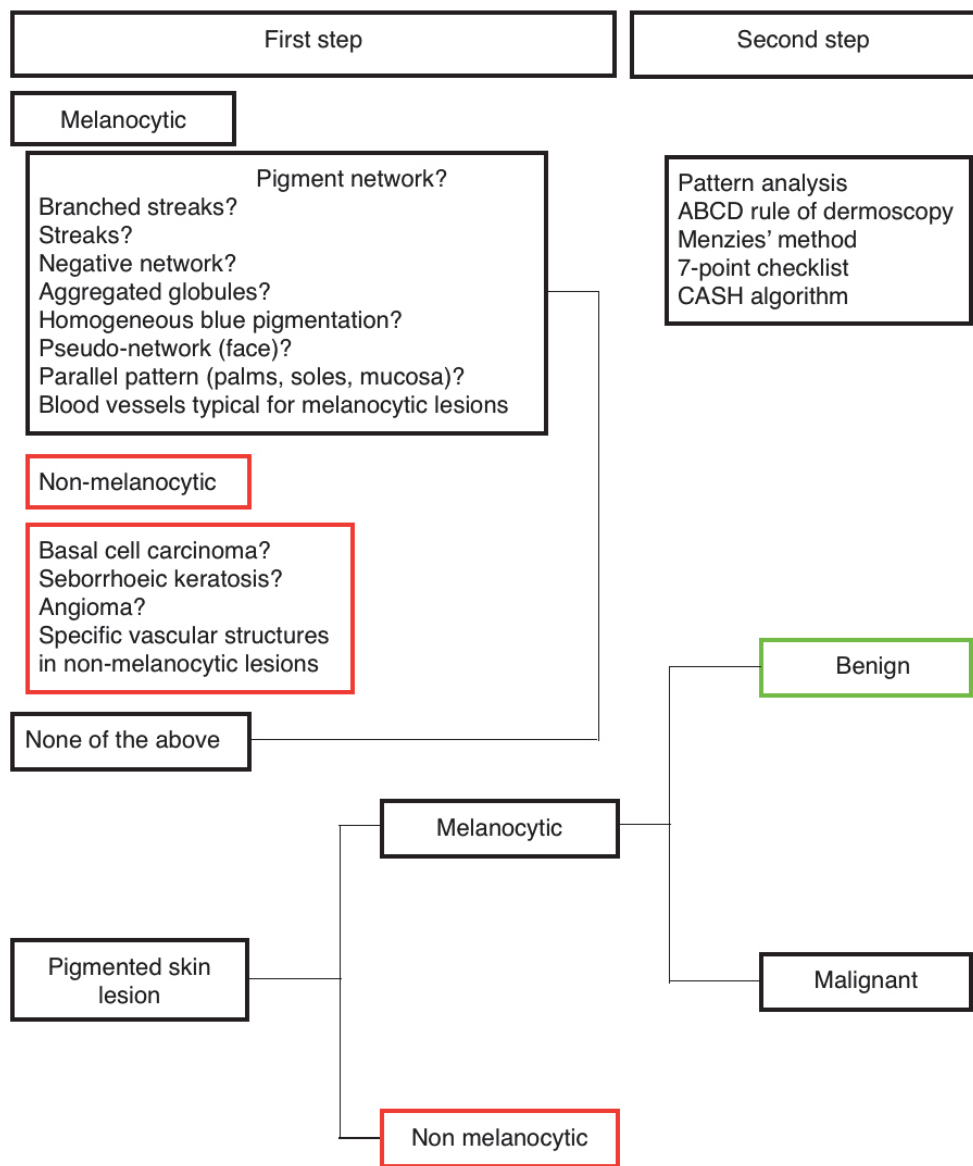 First step
Second step
Melanocytic
Pigment network?
Branched streaks?
Streaks?
Negative network?
Aggregated globules?
Homogeneous blue pigmentation?
Pseudo-network (face)?
Parallel pattern (palms, soles, mucosa)?
Blood vessels typical for melanocytic lesions
Pattern analysis
ABCD rule of dermoscopy
Menzies’ method
7-point checklist
CASH algorithm
Non-melanocytic
Basal cell carcinoma?
Seborrhoeic keratosis?
Angioma?
Specific vascular structures
in non-melanocytic lesions
Benign
None of the above
Melanocytic
Pigmented skin
lesion
Malignant
Non melanocytic